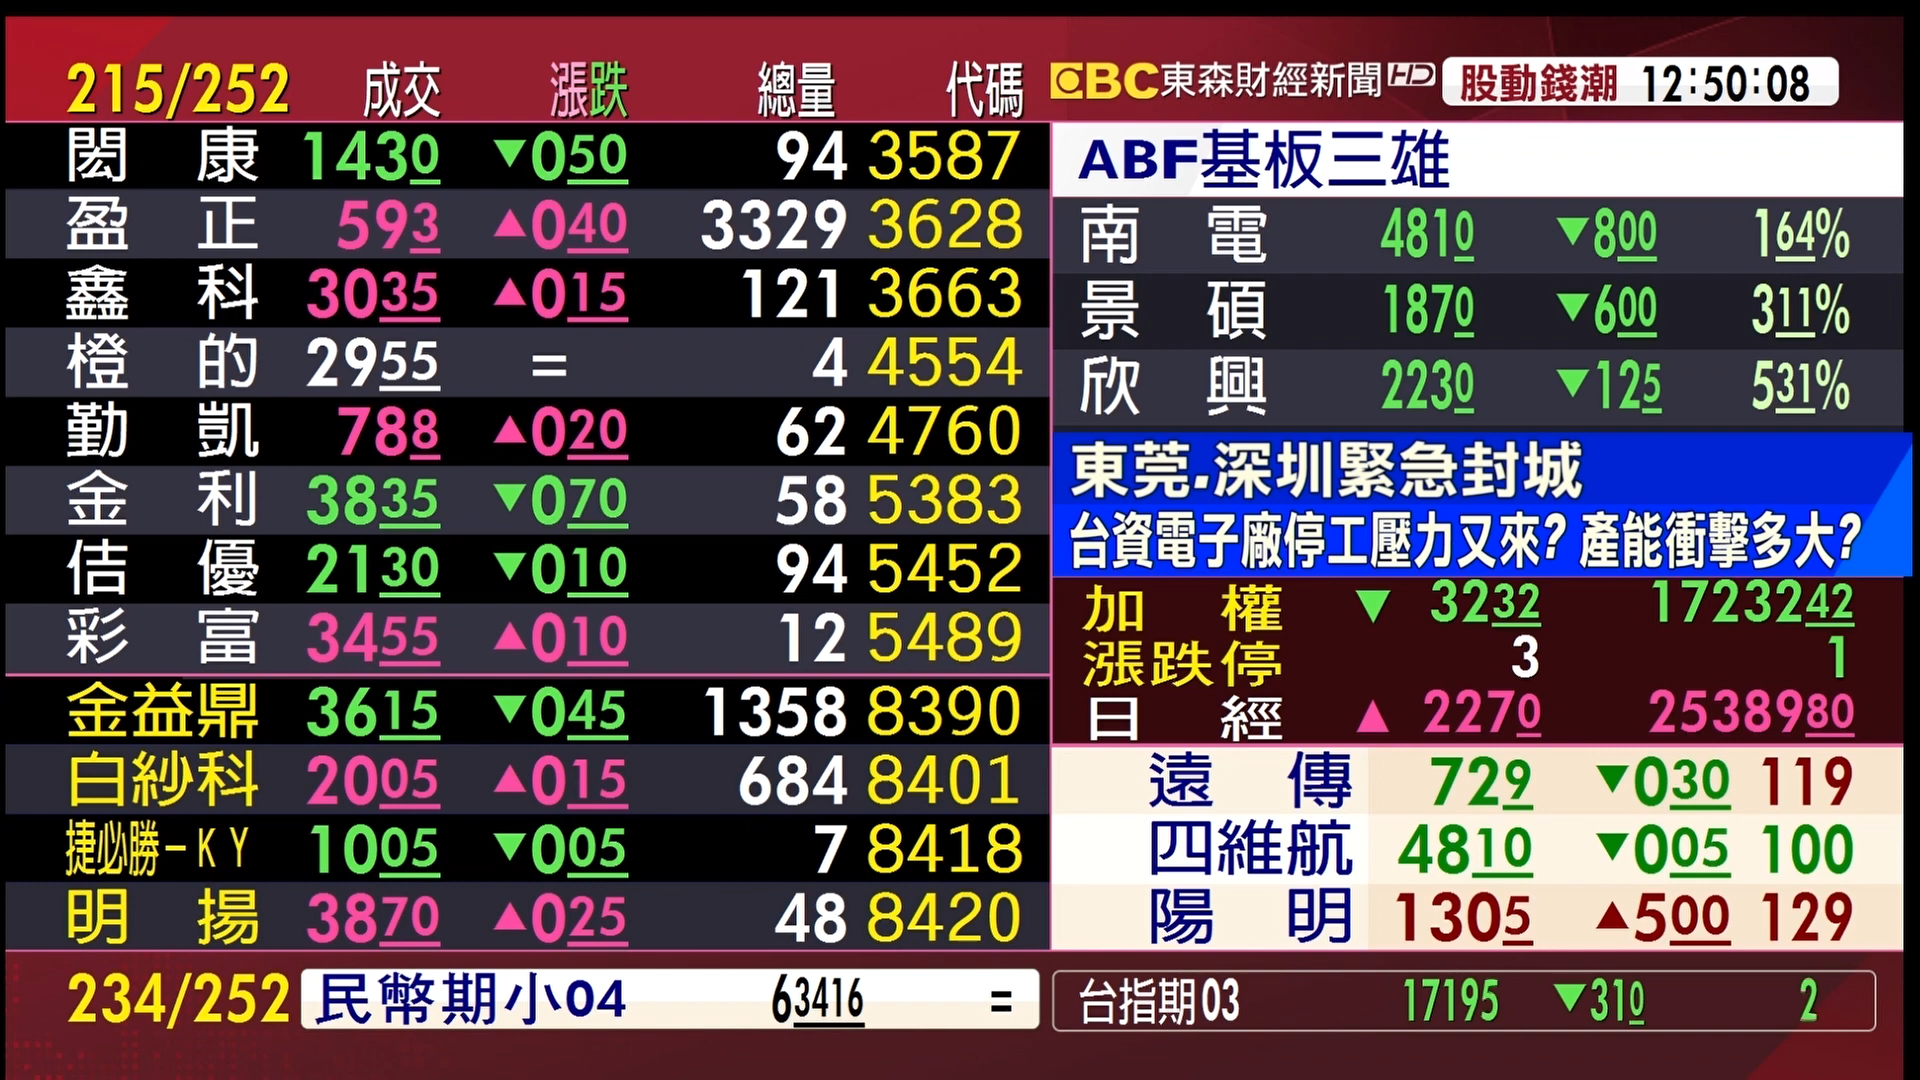 215/252 成交 漲跌 總量 代碼
閎康 1430 ▼050 94 3587
盈正 593 ▲040 3329 3628
鑫科 3035 ▲015 121 3663
橙的 2955 = 4 4554
勤凱 788 ▲020 62 4760
金利 3835 ▼070 58 5383
佶優 2130 ▼010 94 5452
彩富 3455 ▲010 12 5489
金益鼎 3615 ▼045 1358 8390
白紗科 2005 ▲015 684 8401
捷必勝-KY 1005 ▼005 7 8418
明揚 3870 ▲025 48 8420
234/252 民幣期小04 63416 =
EBC東森財經新聞HD 股動錢潮 12:50:08
ABF基板三雄
南電 4810 ▼800 164%
景碩 1870 ▼600 311%
欣興 2230 ▼125 531%
東莞.深圳緊急封城
台資電子廠停工壓力又來? 產能衝擊多大?
加權 ▼ 3232 1723242
漲跌停 3 1
日經 ▲ 2270 2538980
遠傳 729 ▼030 119
四維航 4810 ▼005 100
陽明 1305 ▲500 129
台指期03 17195 ▼310 2